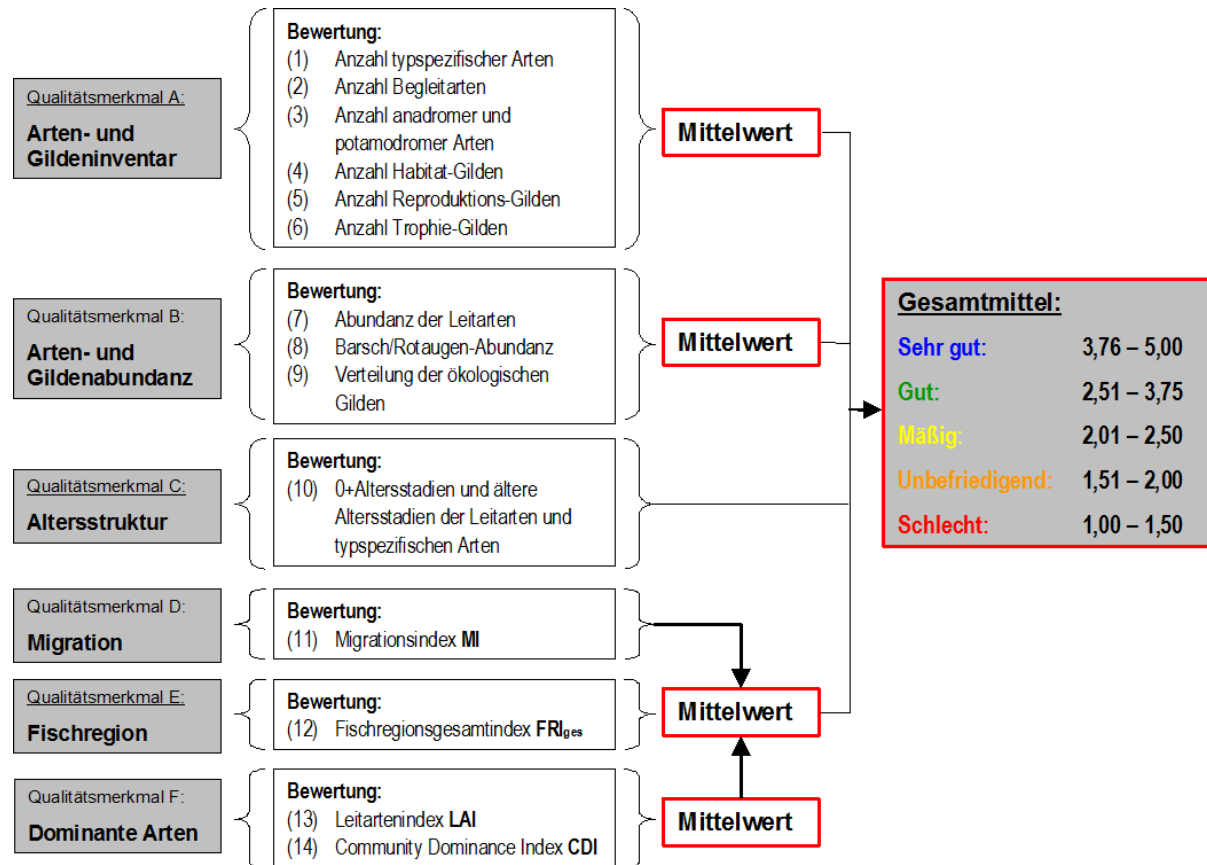 Qualitätsmerkmal A:
Arten- und
Gildeninventar
Bewertung:
(1) Anzahl typspezifischer Arten
(2) Anzahl Begleitarten
(3) Anzahl anadromer und
potamodromer Arten
(4) Anzahl Habitat-Gilden
(5) Anzahl Reproduktions-Gilden
(6) Anzahl Trophie-Gilden
Mittelwert
Qualitätsmerkmal B:
Arten- und
Gildenabundanz
Bewertung:
(7) Abundanz der Leitarten
(8) Barsch/Rotaugen-Abundanz
(9) Verteilung der ökologischen
Gilden
Mittelwert
Qualitätsmerkmal C:
Altersstruktur
Bewertung:
(10) 0+Altersstadien und ältere
Altersstadien der Leitarten und
typspezifischen Arten
Qualitätsmerkmal D:
Migration
Bewertung:
(11) Migrationsindex MI
Qualitätsmerkmal E:
Fischregion
Bewertung:
(12) Fischregionsgesamtindex FRIges
Mittelwert
Qualitätsmerkmal F:
Dominante Arten
Bewertung:
(13) Leitartenindex LAI
(14) Community Dominance Index CDI
Mittelwert
Gesamtmittel:
Sehr gut: 3,76 – 5,00
Gut: 2,51 – 3,75
Mäßig: 2,01 – 2,50
Unbefriedigend: 1,51 – 2,00
Schlecht: 1,00 – 1,50